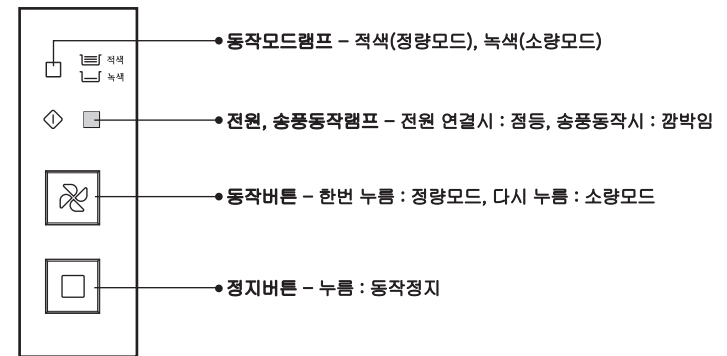 동작모드램프 – 적색(정량모드), 녹색(소량모드)
적색
녹색
전원, 송풍동작램프 – 전원 연결시 : 점등, 송풍동작시 : 깜박임
동작버튼 – 한번 누름 : 정량모드, 다시 누름 : 소량모드
정지버튼 – 누름 : 동작정지